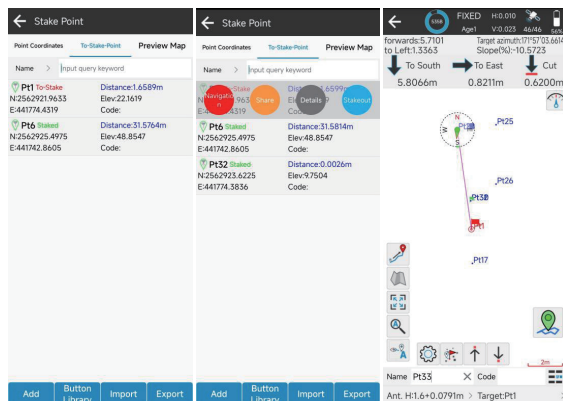 Stake Point
Point Coordinates To-Stake-Point Preview Map
Name > Input query keyword
Pt1 To-Stake Distance:1.6589m
N:2562921.9633 Elev:22.1619
E:441774.4319 Code:
Pt6 Staked Distance:31.5764m
N:2562925.4975 Elev:48.8547
E:441742.8605 Code:
Add Button Library Import Export
Stake Point
Point Coordinates To-Stake-Point Preview Map
Name > Input query keyword
Navigation Share Details Stakeout
Pt6 Staked Distance:31.5814m
N:2562925.4975 Elev:48.8547
E:441742.8605 Code:
Pt32 Staked Distance:0.0026m
N:2562923.6225 Elev:9.7504
E:441774.3836 Code:
Add Button Library Import Export
FIXED H:0.010
Age1 V:0.023 46/46 56%
forwards:5.7101 Target azimuth:171°57'03.6614
to Left:1.3363 Slope(%):-10.5723
To South To East Cut
5.8066m 0.8211m 0.6200m
N
W
S
Pt25
Pt26
Pt1
Pt17
2m
Name Pt33 Code
Ant. H:1.6+0.0791m > Target:Pt1